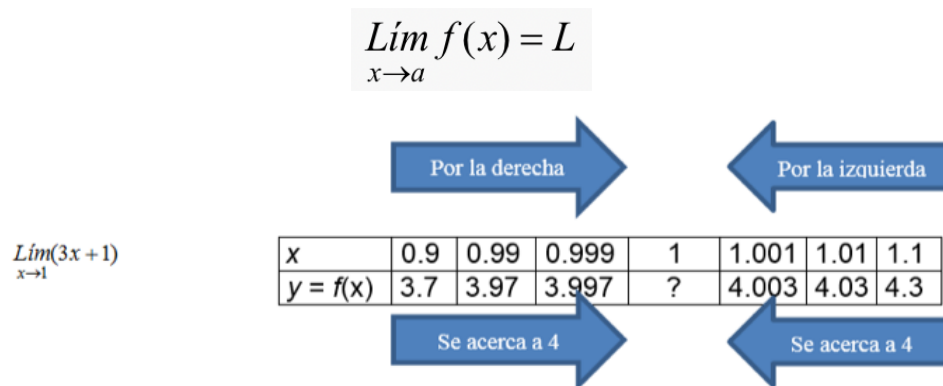 Lím f(x) = L
x→a
Por la derecha
Por la izquierda
Lím(3x + 1)
x→1
x 0.9 0.99 0.999 1 1.001 1.01 1.1
y = f(x) 3.7 3.97 3.997 ? 4.003 4.03 4.3
Se acerca a 4
Se acerca a 4